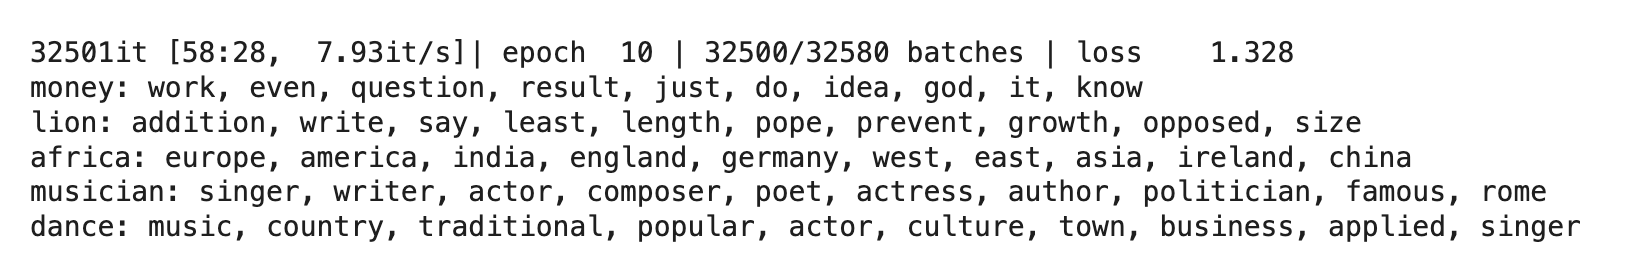 32501it [58:28,  7.93it/s]| epoch  10 | 32500/32580 batches | loss    1.328
money: work, even, question, result, just, do, idea, god, it, know
lion: addition, write, say, least, length, pope, prevent, growth, opposed, size
africa: europe, america, india, england, germany, west, east, asia, ireland, china
musician: singer, writer, actor, composer, poet, actress, author, politician, famous, rome
dance: music, country, traditional, popular, actor, culture, town, business, applied, singer